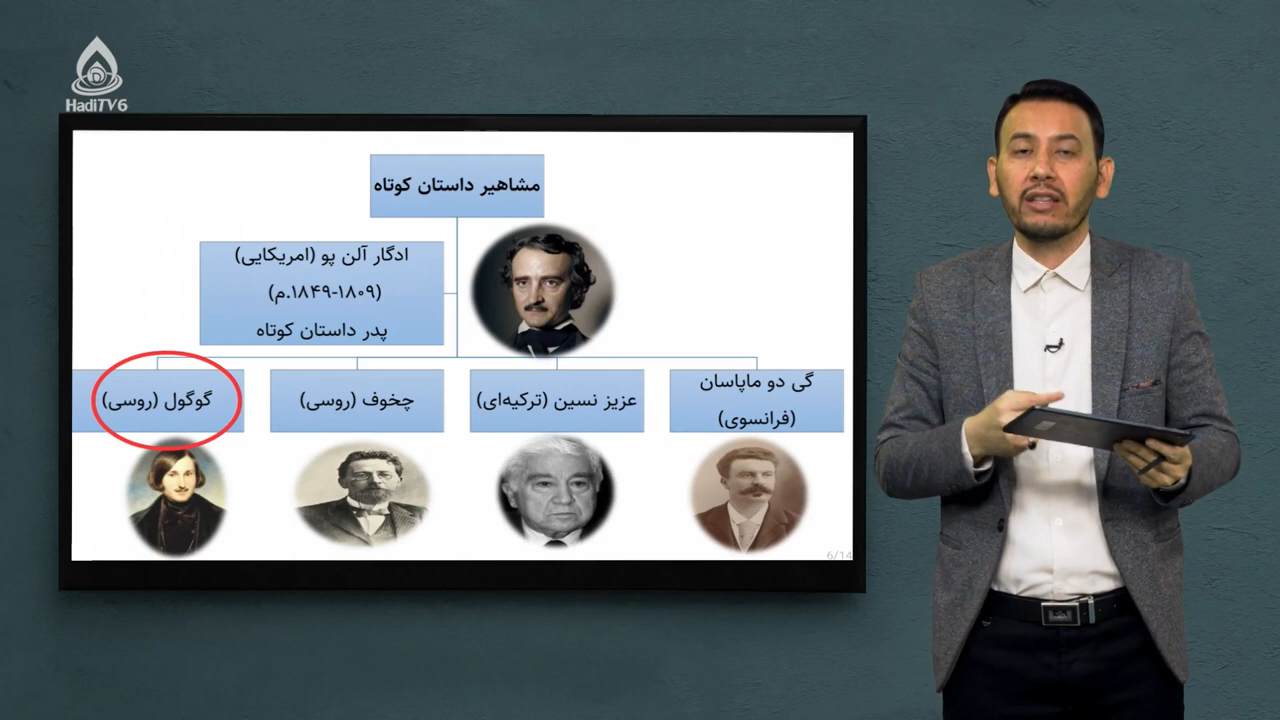 HadiTV6
مشاهیر داستان کوتاه
ادگار آلن پو (امریکایی)
(۱۸۰۹-۱۸۴۹.م)
پدر داستان کوتاه
گی دو ماپاسان
(فرانسوی)
عزیز نسین (ترکیه‌ای)
چخوف (روسی)
گوگول (روسی)
6/14